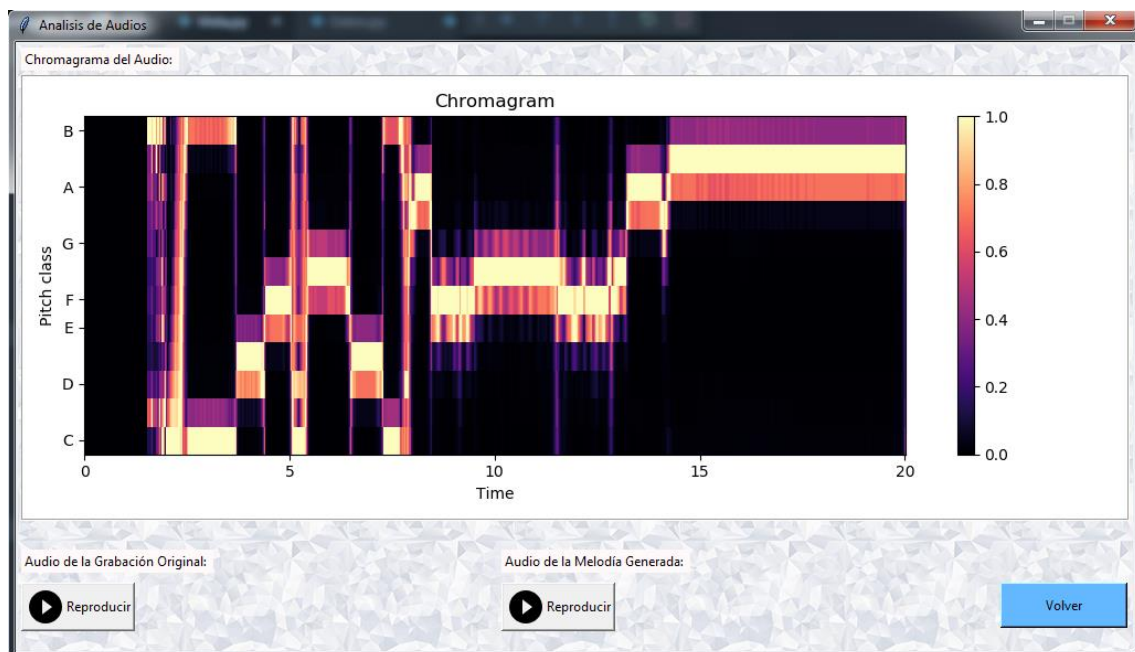 Analisis de Audios
Chromagrama del Audio:
Chromagram
B
A
G
F
E
D
C
Pitch class
0
5
10
15
20
Time
1.0
0.8
0.6
0.4
0.2
0.0
Audio de la Grabación Original:
Audio de la Melodía Generada:
Reproducir
Reproducir
Volver